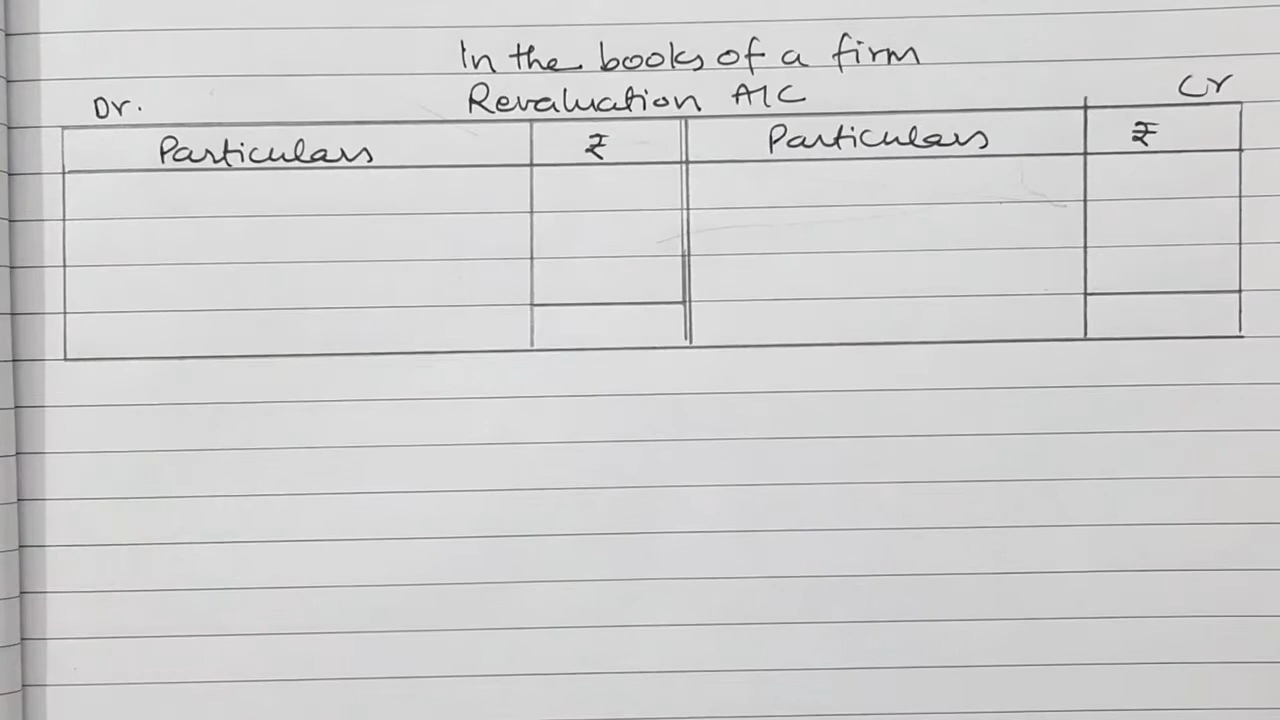 In the books of a firm
Dr. Revaluation A/C Cr
Particulars ₹ Particulars ₹